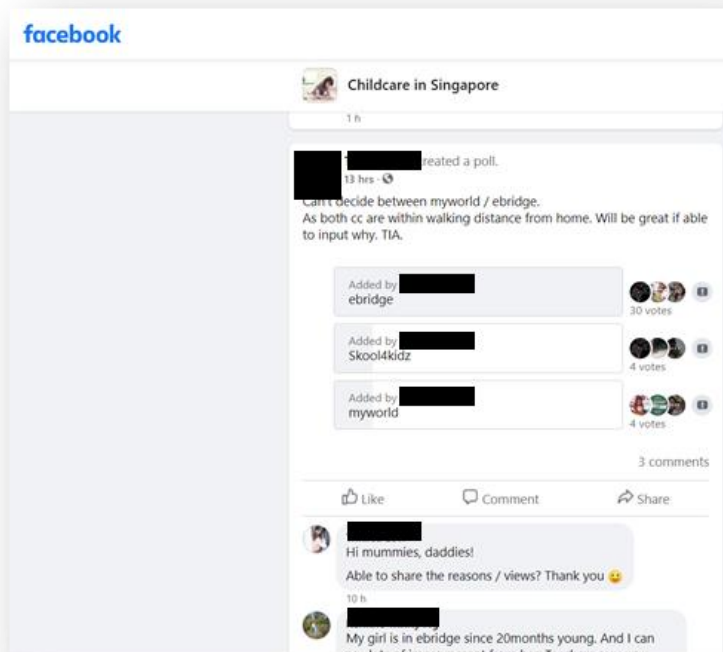 facebook
Childcare in Singapore
1 h
reated a poll.
13 hrs
Can't decide between myworld / ebridge.
As both cc are within walking distance from home. Will be great if able
to input why. TIA.
Added by
ebridge
30 votes
Added by
Skool4kidz
4 votes
Added by
myworld
4 votes
3 comments
Like Comment Share
Hi mummies, daddies!
Able to share the reasons / views? Thank you
10 h
My girl is in ebridge since 20months young. And I can